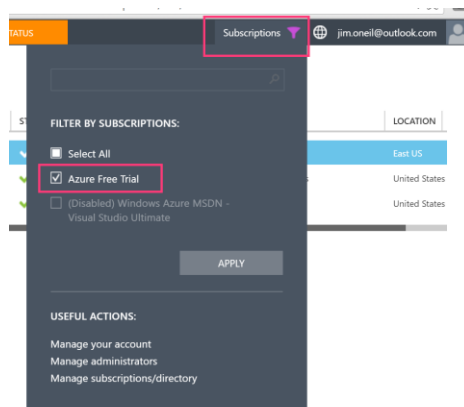 TATUS
Subscriptions
jim.oneil@outlook.com
ST
LOCATION
FILTER BY SUBSCRIPTIONS:
Select All
East US
Azure Free Trial
s
United States
(Disabled) Windows Azure MSDN -
Visual Studio Ultimate
United States
APPLY
USEFUL ACTIONS:
Manage your account
Manage administrators
Manage subscriptions/directory